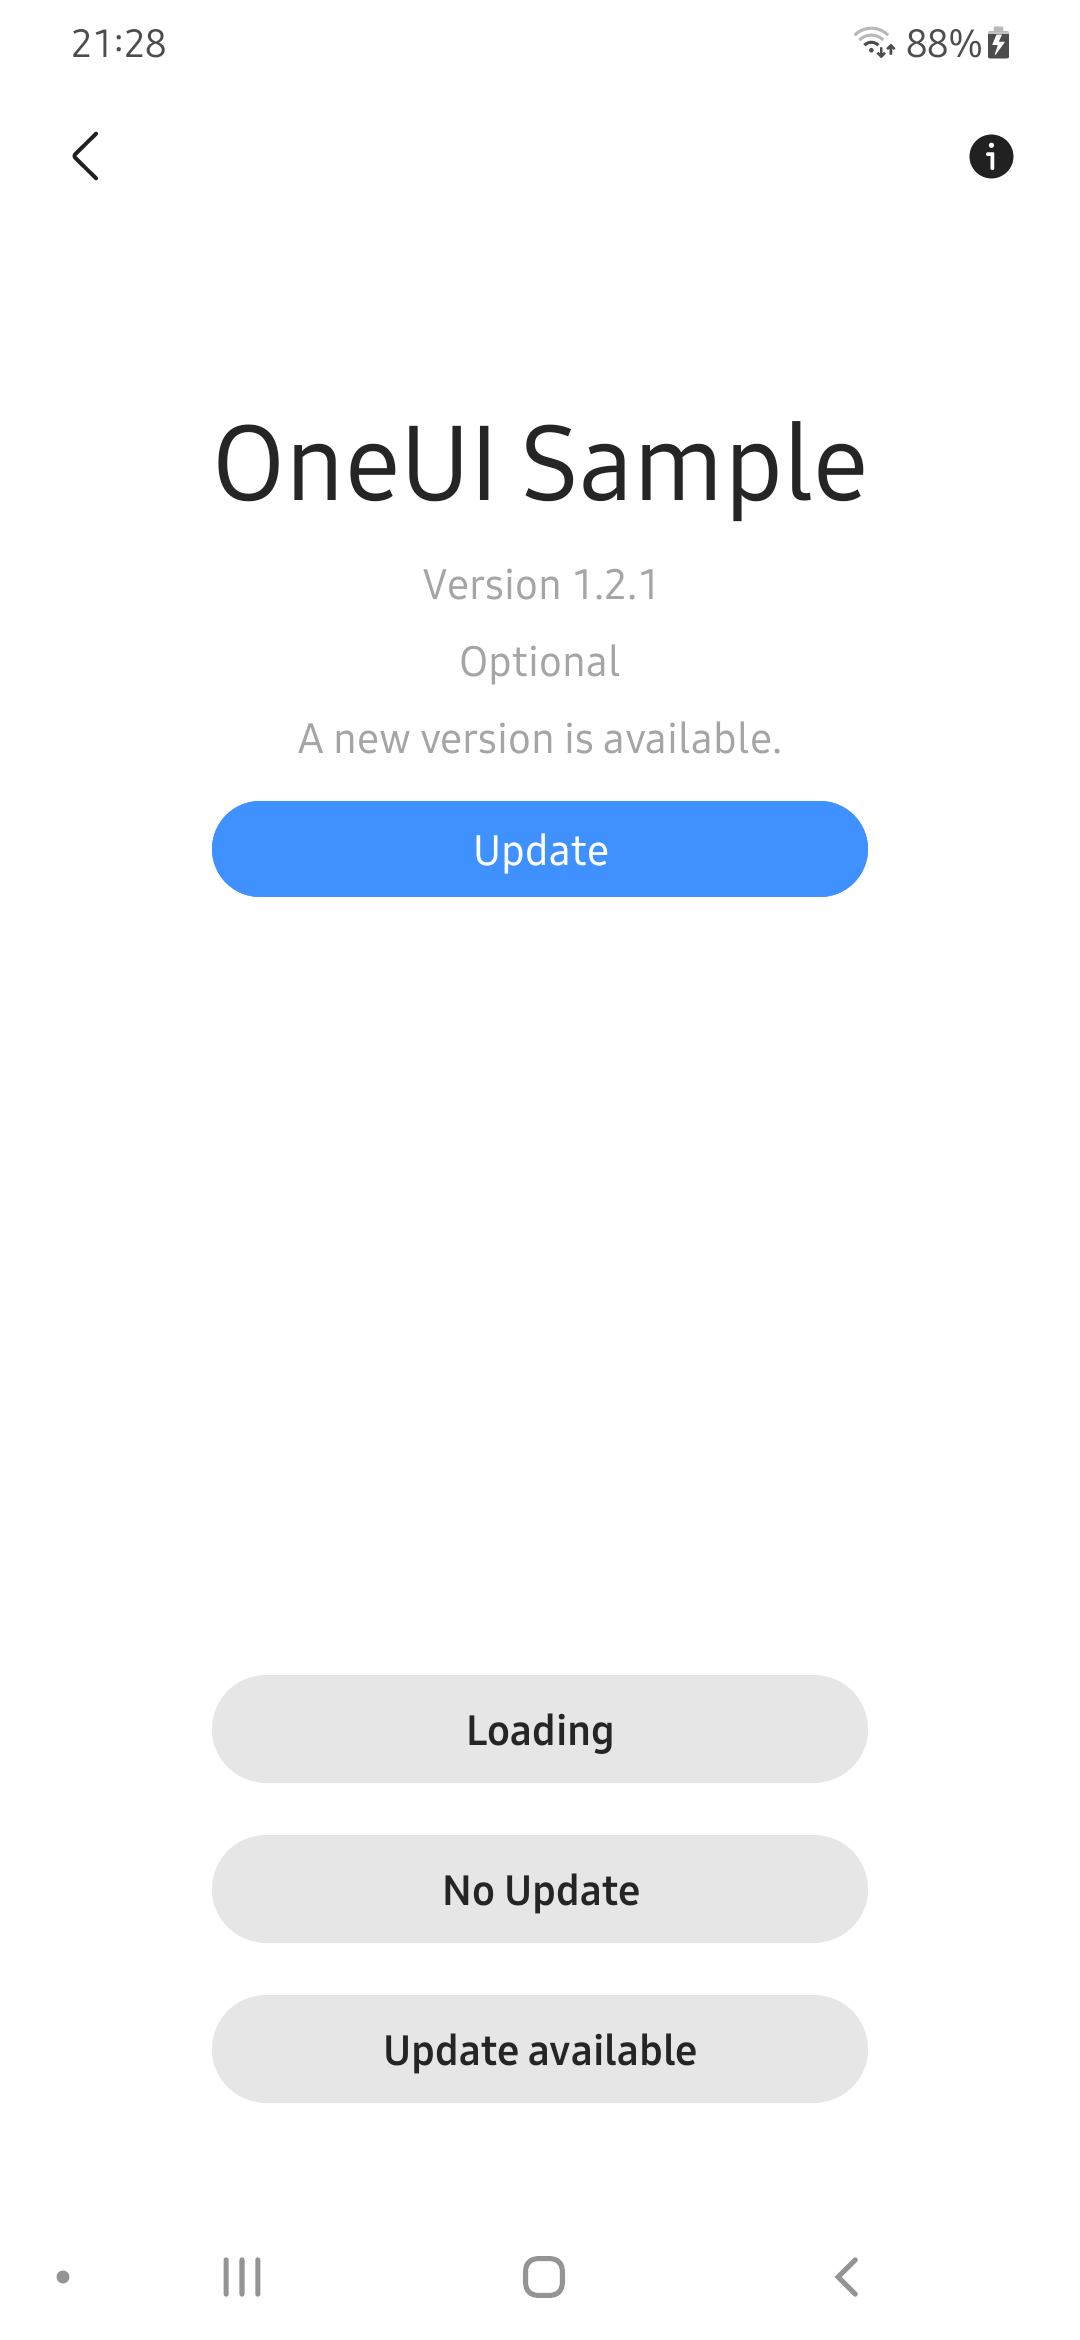 21:28
88%
OneUI Sample
Version 1.2.1
Optional
A new version is available.
Update
Loading
No Update
Update available